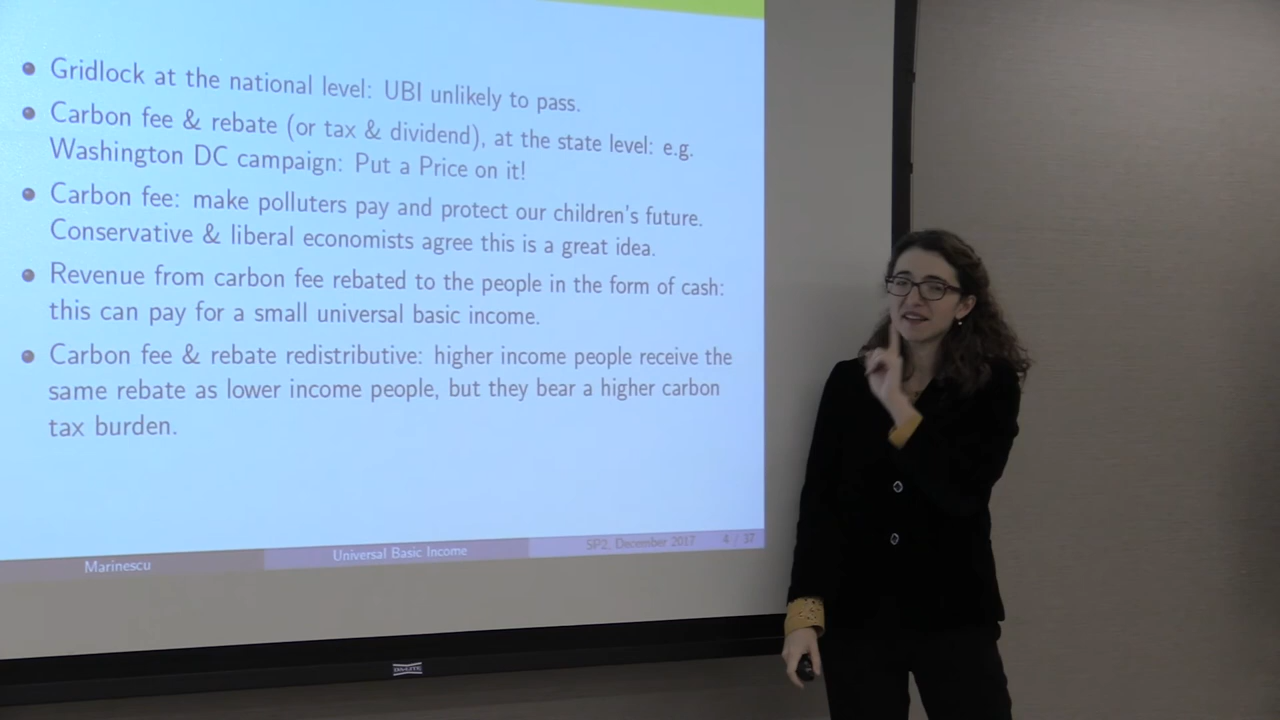 Gridlock at the national level: UBI unlikely to pass.
Carbon fee & rebate (or tax & dividend), at the state level: e.g.
Washington DC campaign: Put a Price on it!
Carbon fee: make polluters pay and protect our children's future.
Conservative & liberal economists agree this is a great idea.
Revenue from carbon fee rebated to the people in the form of cash:
this can pay for a small universal basic income.
Carbon fee & rebate redistributive: higher income people receive the
same rebate as lower income people, but they bear a higher carbon
tax burden.
Marinescu Universal Basic Income SP2, December 2017 4 / 37
DA-LITE